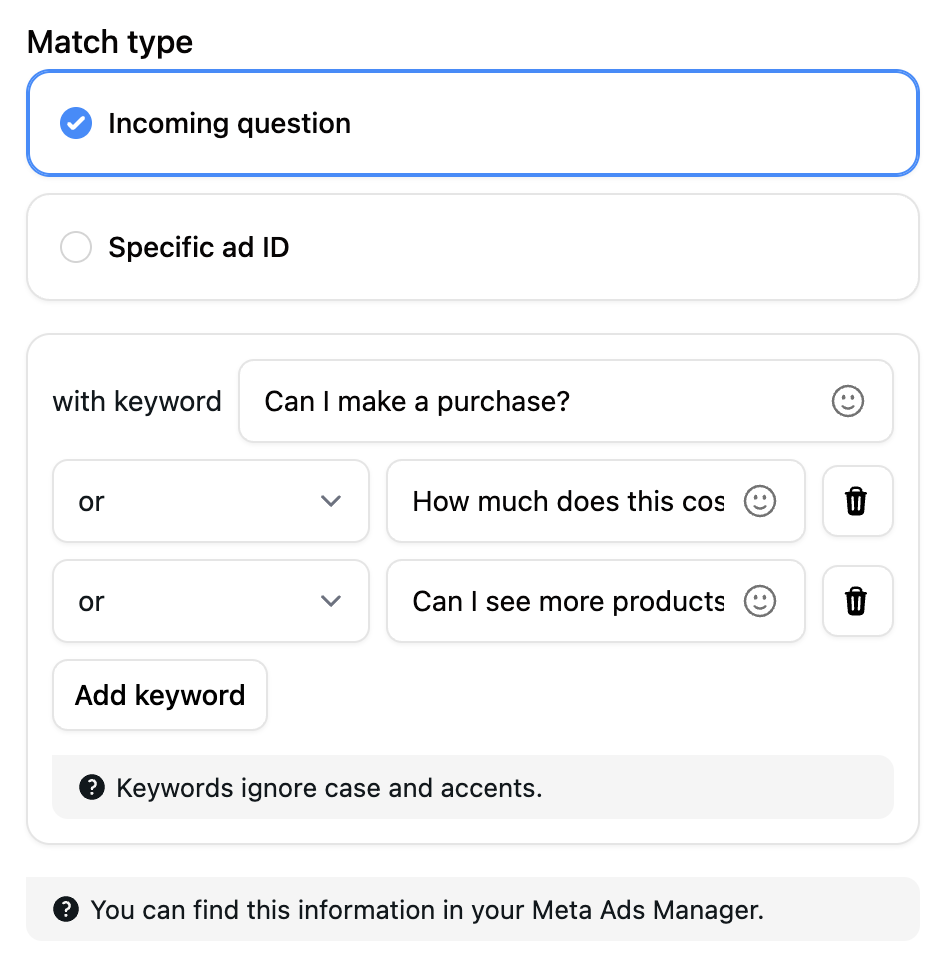 Match type
Incoming question
Specific ad ID
with keyword Can I make a purchase?
or How much does this cos
or Can I see more products
Add keyword
Keywords ignore case and accents.
You can find this information in your Meta Ads Manager.